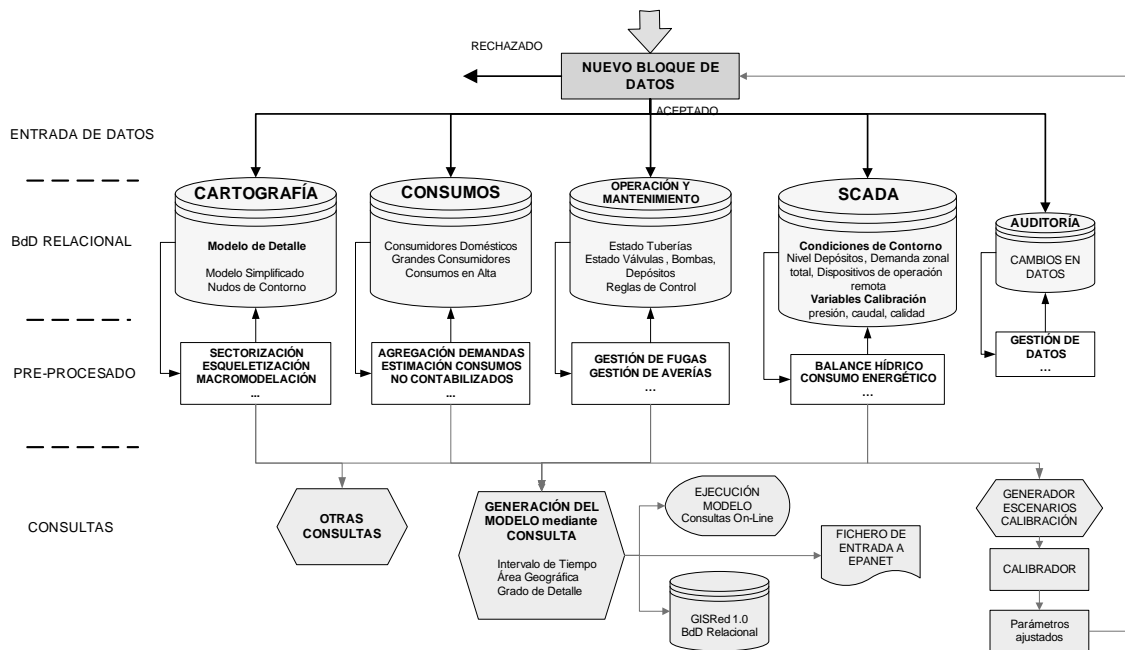 RECHAZADO
NUEVO BLOQUE DE
DATOS
ACEPTADO
ENTRADA DE DATOS
CARTOGRAFÍA
Modelo de Detalle
Modelo Simplificado
Nudos de Contorno
CONSUMOS
Consumidores Domésticos
Grandes Consumidores
Consumos en Alta
OPERACIÓN Y
MANTENIMIENTO
Estado Tuberías
Estado Válvulas, Bombas,
Depósitos
Reglas de Control
SCADA
Condiciones de Contorno
Nivel Depósitos, Demanda zonal
total, Dispositivos de operación
remota
Variables Calibración
presión, caudal, calidad
AUDITORÍA
CAMBIOS EN
DATOS
BdD RELACIONAL
PRE-PROCESADO
SECTORIZACIÓN
ESQUELETIZACIÓN
MACROMODELACIÓN
...
AGREGACIÓN DEMANDAS
ESTIMACIÓN CONSUMOS
NO CONTABILIZADOS
...
GESTIÓN DE FUGAS
GESTIÓN DE AVERÍAS
...
BALANCE HÍDRICO
CONSUMO ENERGÉTICO
...
GESTIÓN DE
DATOS
...
CONSULTAS
OTRAS
CONSULTAS
GENERACIÓN DEL
MODELO mediante
CONSULTA
Intervalo de Tiempo
Área Geográfica
Grado de Detalle
EJECUCIÓN
MODELO
Consultas On-Line
FICHERO DE
ENTRADA A
EPANET
GISRed 1.0
BdD Relacional
GENERADOR
ESCENARIOS
CALIBRACIÓN
CALIBRADOR
Parámetros
ajustados